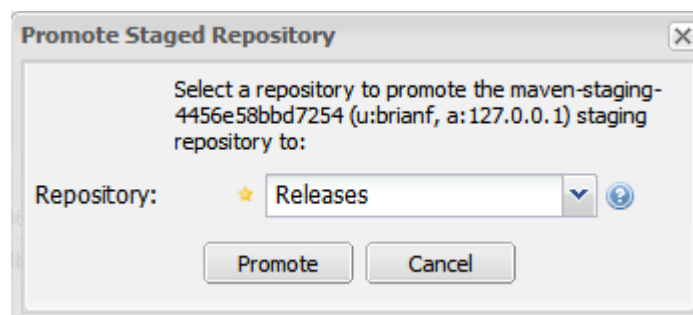 Promote Staged Repository
Select a repository to promote the maven-staging-
4456e58bbd7254 (u:brianf, a:127.0.0.1) staging
repository to:
Repository:
Releases
Promote
Cancel